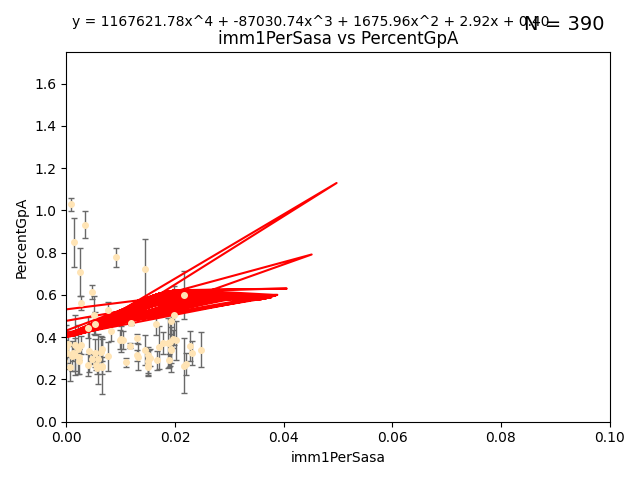 y = 1167621.78x^4 + -87030.74x^3 + 1675.96x^2 + 2.92x + 0.40
N = 390
imm1PerSasa vs PercentGpA
PercentGpA
1.6
1.4
1.2
1.0
0.8
0.6
0.4
0.2
0.0
0.00 0.02 0.04 0.06 0.08 0.10
imm1PerSasa